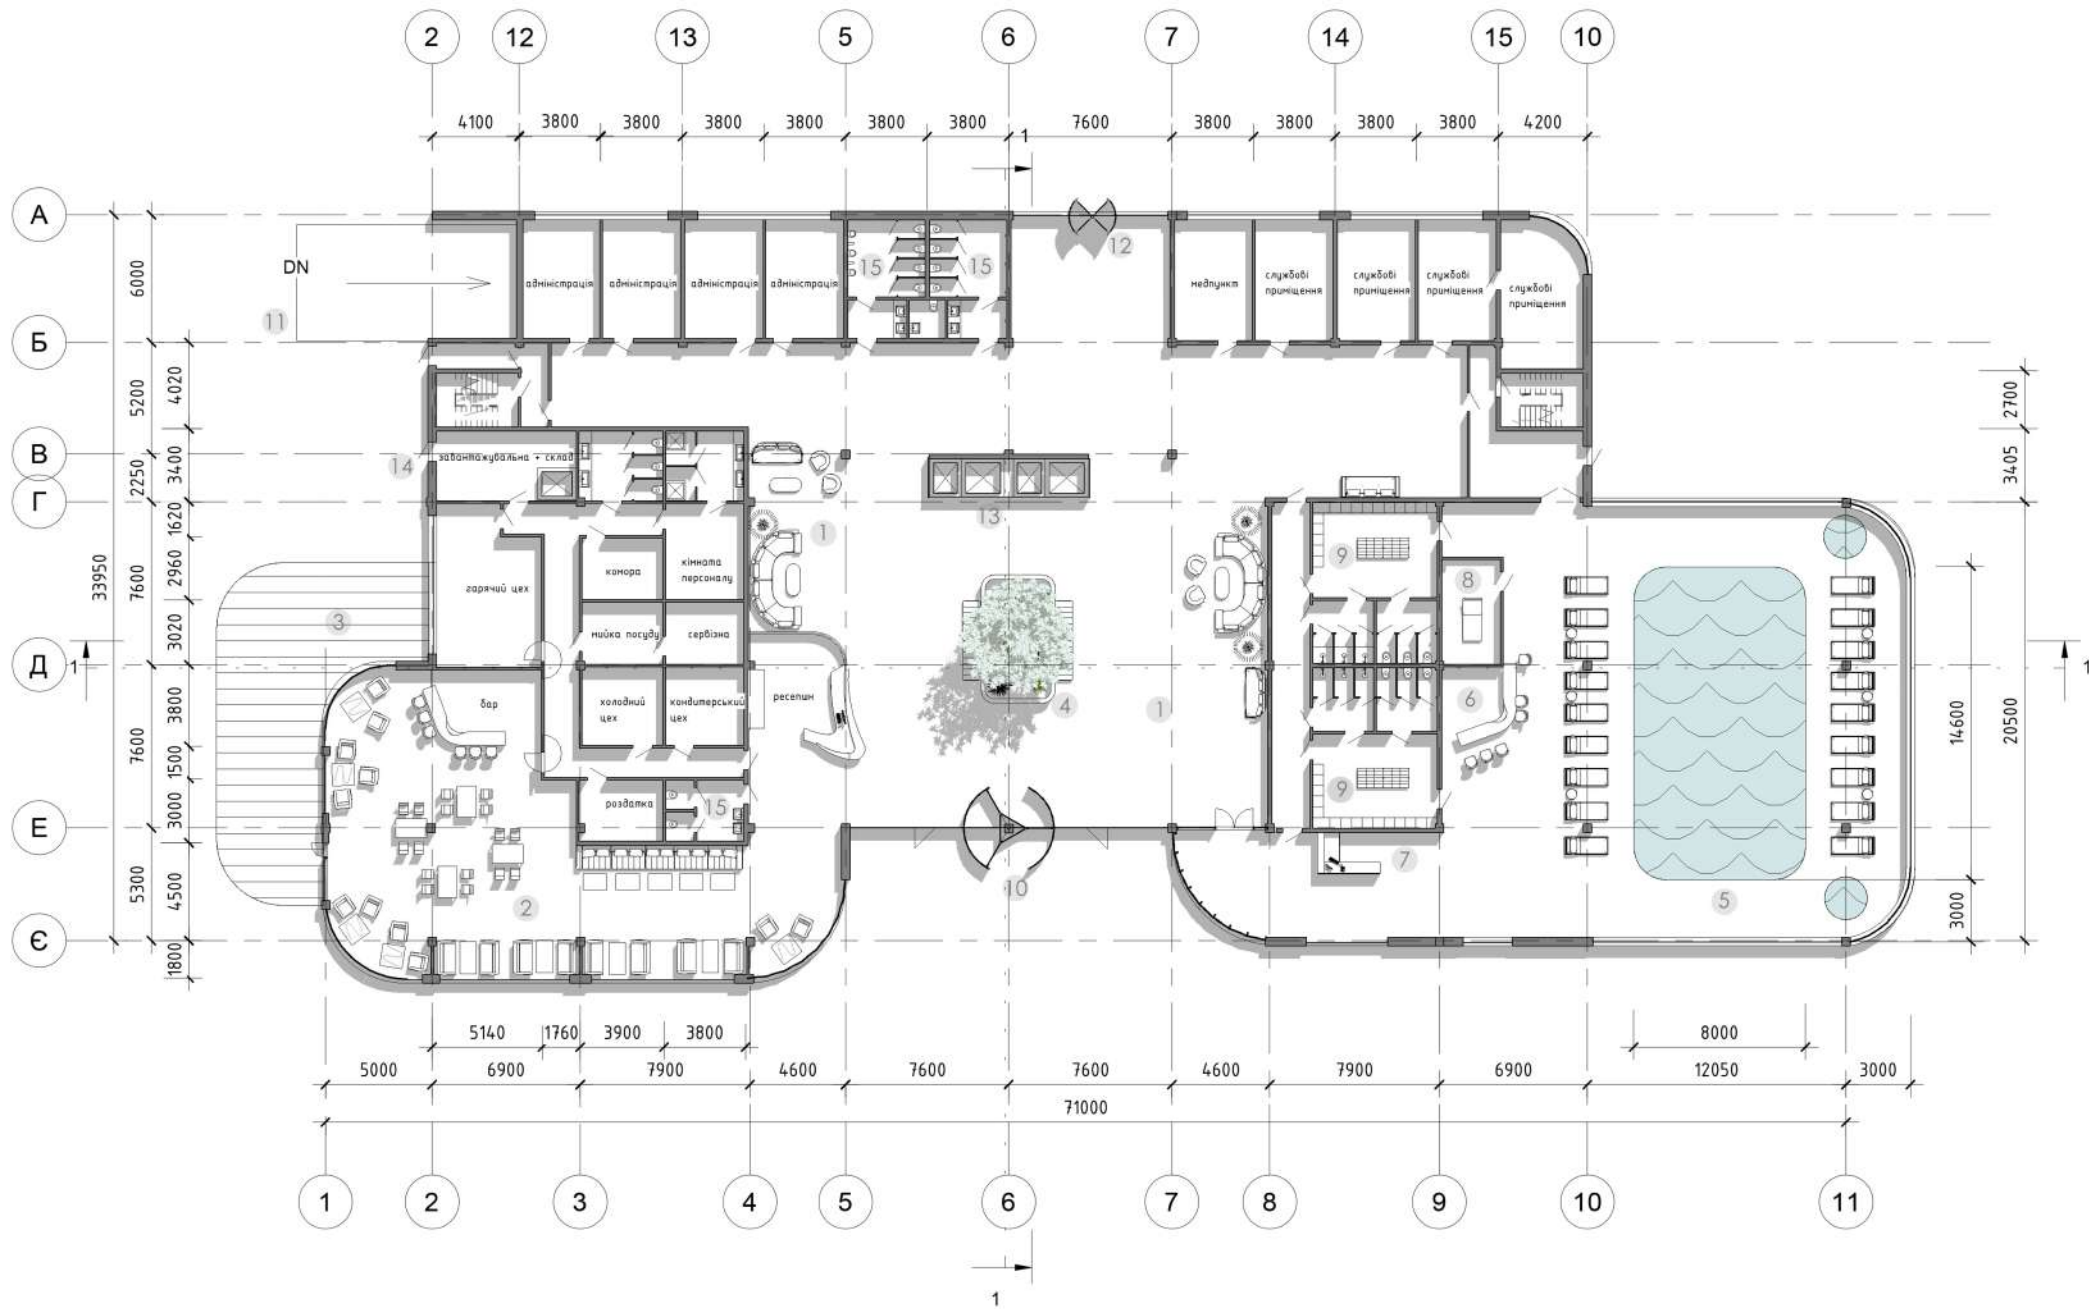 2 12 13 5 6 7 14 15 10
4100 3800 3800 3800 3800 3800 3800 7600 3800 3800 3800 3800 4200
1
А
12
DN
6000
15 15
адміністрація адміністрація адміністрація адміністрація
медпункт
службові
приміщення
службові
приміщення
службові
приміщення
службові
приміщення
11
Б
5200
4020
2700
В
14
завантажувальна + склад
2250
3400
3405
Г
13
1
1620
33950
7600
2960
гарячий цех
комора
кімната
персоналу
9
8
3
3020
мийка посуду
сервізна
Д
1
1
3800
бар
холодний
цех
кондитерський
цех
ресепшн
4
1
6
10500
14600
20500
7600
1500
3000
роздатка
15
9
Е
7
10
5300
4500
2
5
3000
Є
1800
5140 1760 3900 3800
8000
5000 6900 7900 4600 7600 7600 4600 7900 6900 12050 3000
71000
1 2 3 4 5 6 7 8 9 10 11
1